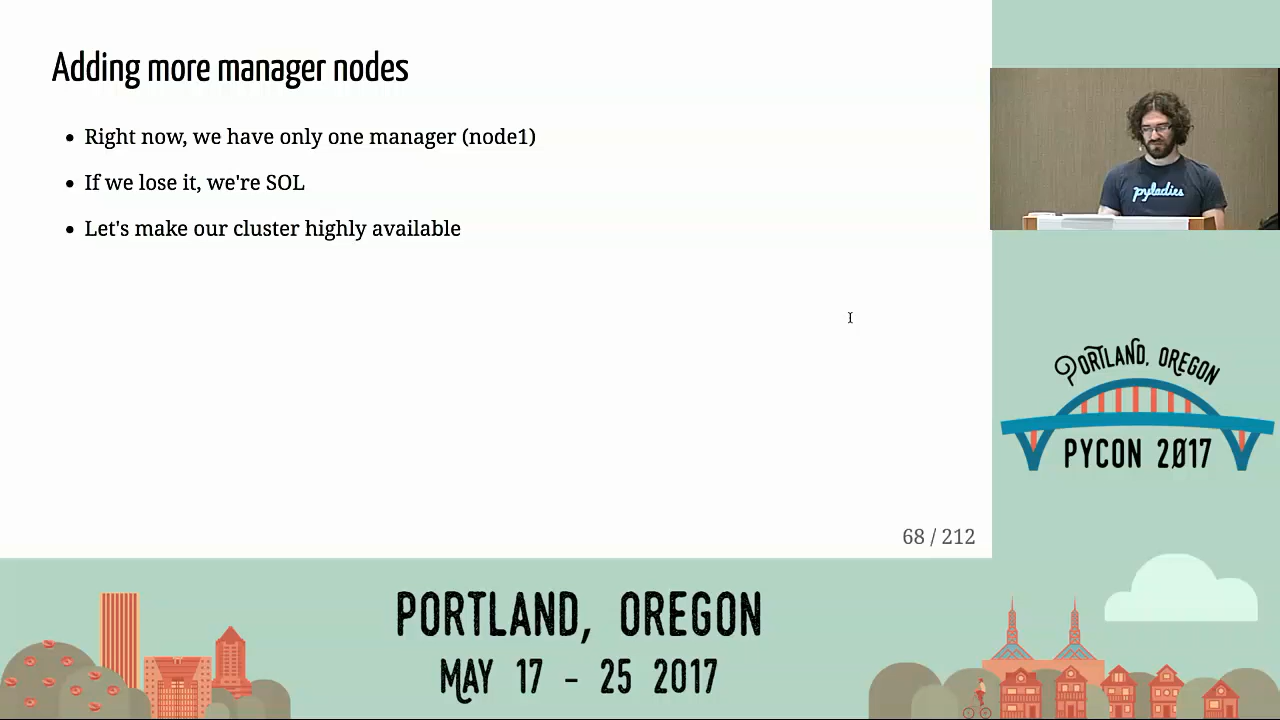 Adding more manager nodes
Right now, we have only one manager (node1)
If we lose it, we're SOL
Let's make our cluster highly available
68 / 212
pyladies
PORTLAND, OREGON
PYCON 2017
PORTLAND, OREGON
MAY 17 - 25 2017